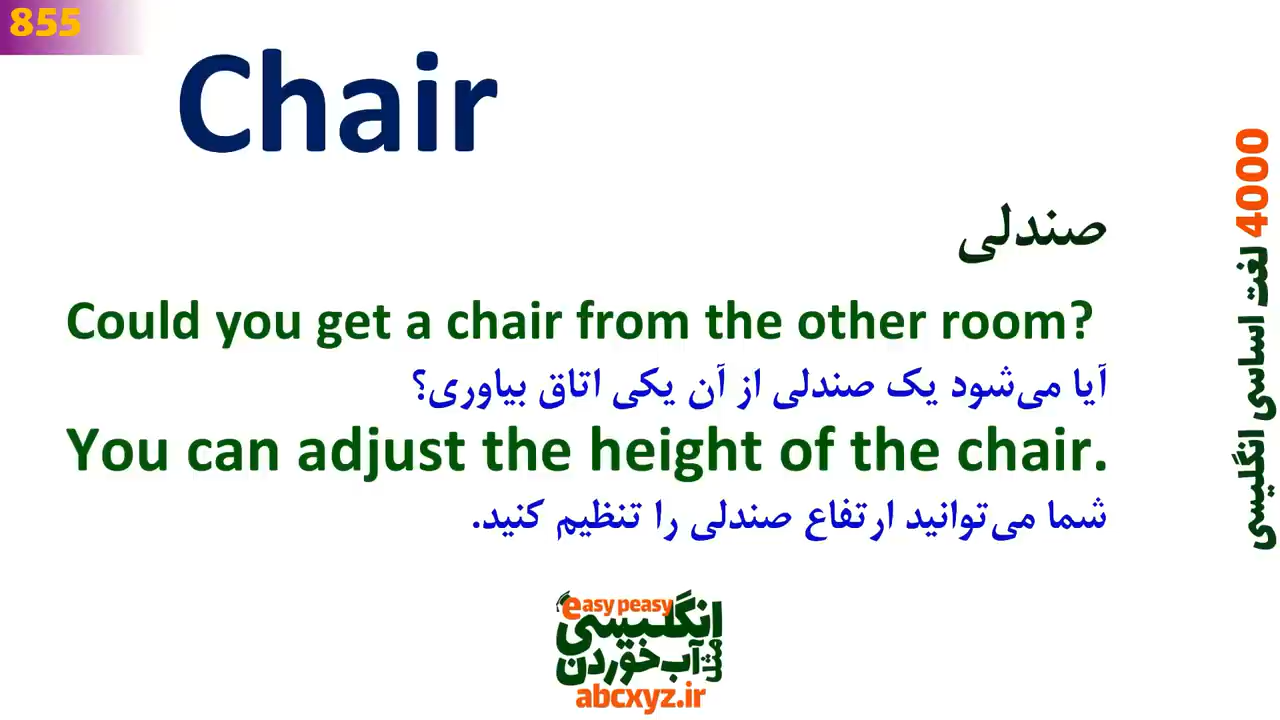 855
Chair
صندلی
Could you get a chair from the other room?
آیا می‌شود یک صندلی از آن یکی اتاق بیاوری؟
You can adjust the height of the chair.
شما می‌توانید ارتفاع صندلی را تنظیم کنید.
4000 لغت اساسی انگلیسی
easy peasy
انگلیسی
مثل آب خوردن
abcxyz.ir